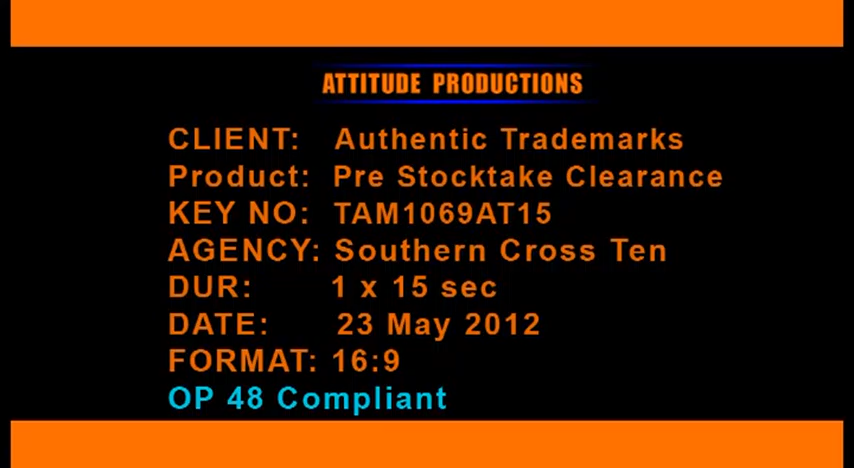 ATTITUDE PRODUCTIONS
CLIENT: Authentic Trademarks
Product: Pre Stocktake Clearance
KEY NO: TAM1069AT15
AGENCY: Southern Cross Ten
DUR: 1 x 15 sec
DATE: 23 May 2012
FORMAT: 16:9
OP 48 Compliant